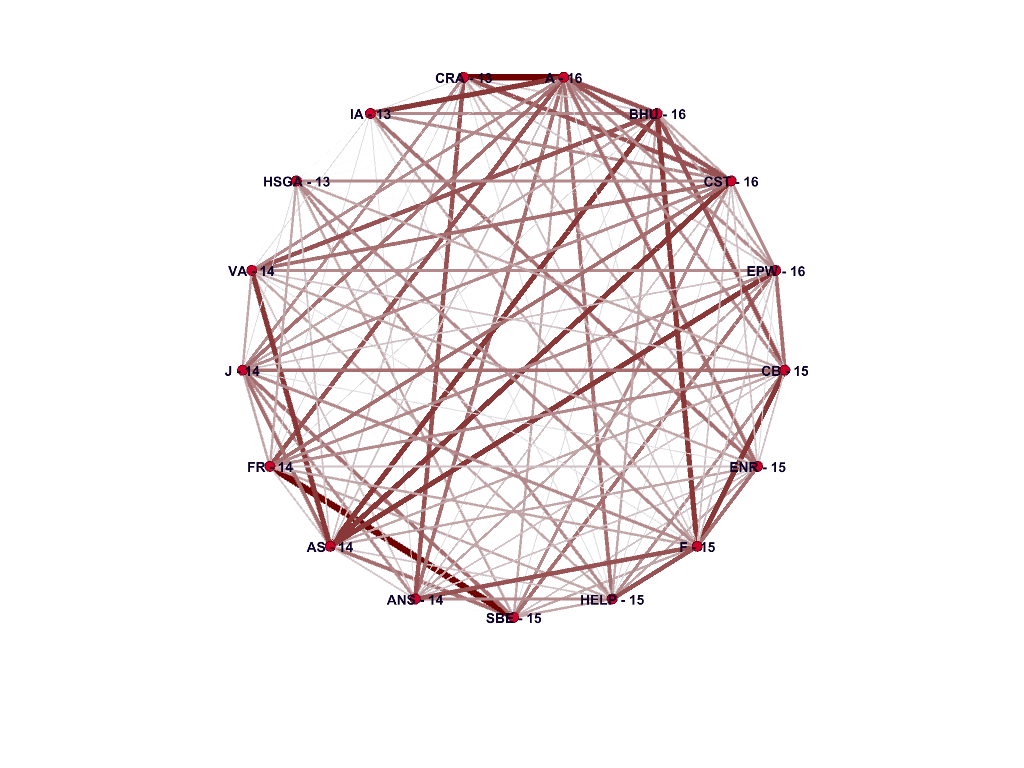 CRA - 13
A - 16
IA - 13
BHU - 16
HSGA - 13
CST - 16
VA - 14
EPW - 16
J - 14
CB - 15
FR - 14
ENR - 15
AS - 14
F - 15
ANS - 14
HELP - 15
SBE - 15